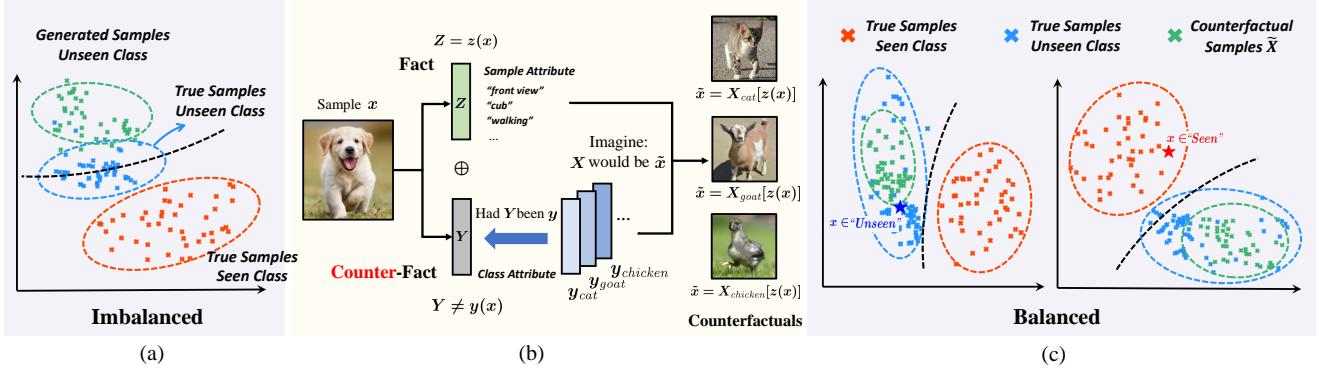 Generated Samples
Unseen Class
True Samples
Unseen Class
True Samples
Seen Class
Imbalanced
(a)
Z = z(x)
Fact
Sample x
Z
Sample Attribute
"front view"
"cub"
"walking"
...
⊕
Imagine:
X would be x̃
Had Y been y
...
Y
Counter-Fact
Class Attribute
y_chicken
y_goat
y_cat
Y ≠ y(x)
x̃ = X_cat[z(x)]
x̃ = X_goat[z(x)]
x̃ = X_chicken[z(x)]
Counterfactuals
(b)
True Samples
Seen Class
True Samples
Unseen Class
Counterfactual
Samples X̃
x ∈ "Unseen"
x ∈ "Seen"
Balanced
(c)